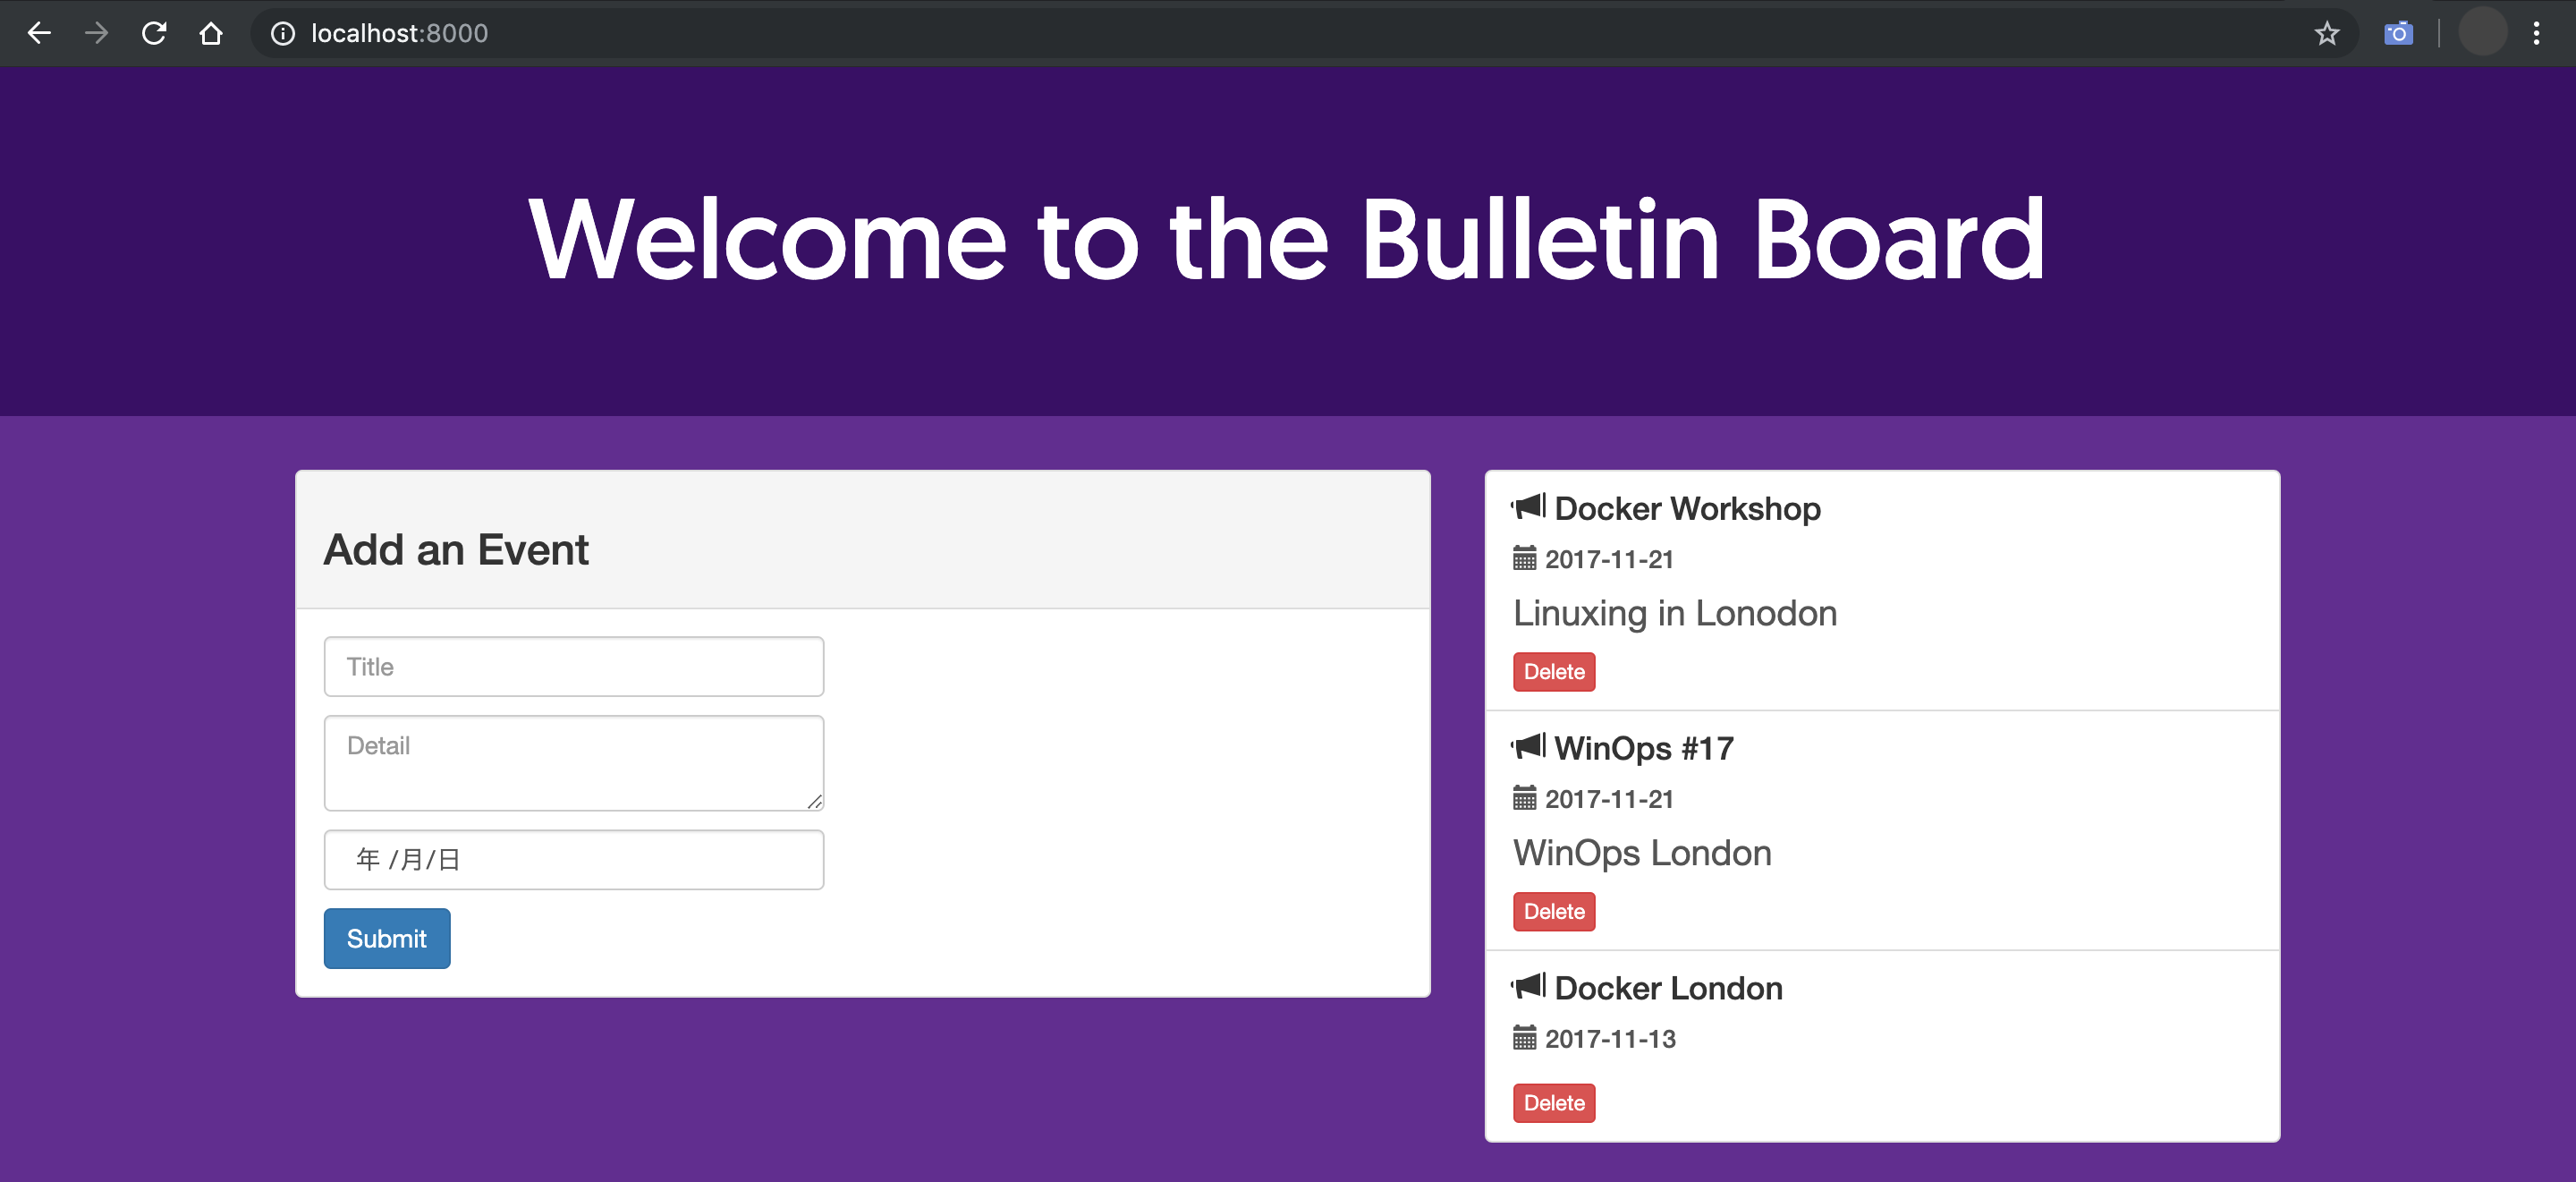 localhost:8000
Welcome to the Bulletin Board
Add an Event
Title
Detail
年 /月/日
Submit
Docker Workshop
2017-11-21
Linuxing in Lonodon
Delete
WinOps #17
2017-11-21
WinOps London
Delete
Docker London
2017-11-13
Delete